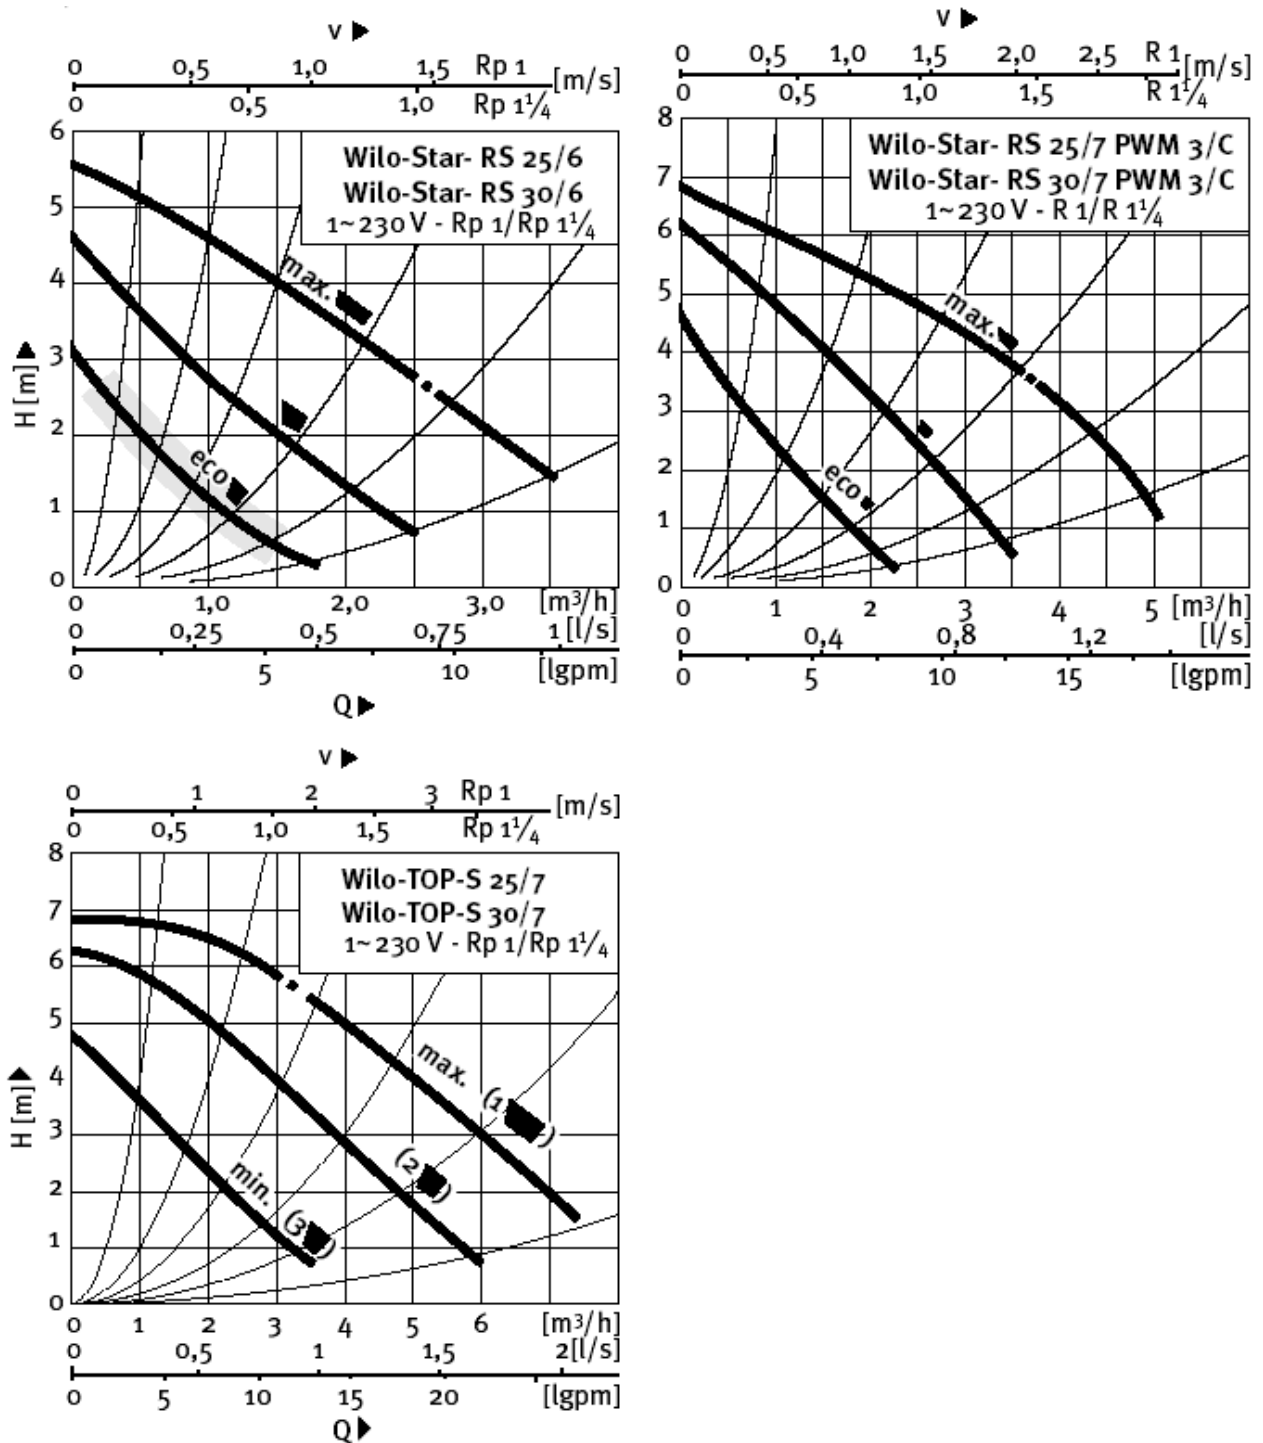 v
0 0,5 1,0 1,5 Rp 1
[m/s]
0 0,5 1,0 Rp 1¼
6
Wilo-Star- RS 25/6
Wilo-Star- RS 30/6
1~230 V - Rp 1/Rp 1¼
5
max.
4
3
H [m]
2
eco
1
0
0 1,0 2,0 3,0 [m³/h]
0 0,25 0,5 0,75 1 [l/s]
0 5 10 [lgpm]
Q
v
0 0,5 1,0 1,5 2,0 2,5 R 1
[m/s]
0 0,5 1,0 1,5 R 1¼
8
Wilo-Star- RS 25/7 PWM 3/C
Wilo-Star- RS 30/7 PWM 3/C
1~230 V - R 1/R 1¼
7
6
5
max.
4
3
2
eco
1
0
0 1 2 3 4 5 [m³/h]
0 0,4 0,8 1,2 [l/s]
0 5 10 15 [lgpm]
v
0 1 2 3 Rp 1
[m/s]
0 0,5 1,0 1,5 Rp 1¼
8
Wilo-TOP-S 25/7
Wilo-TOP-S 30/7
1~230 V - Rp 1/Rp 1¼
7
6
5
max. (1 )
4
H [m]
3
(2 )
2
min. (3 )
1
0
0 1 2 3 4 5 6 [m³/h]
0 0,5 1 1,5 2 [l/s]
0 5 10 15 20 [lgpm]
Q